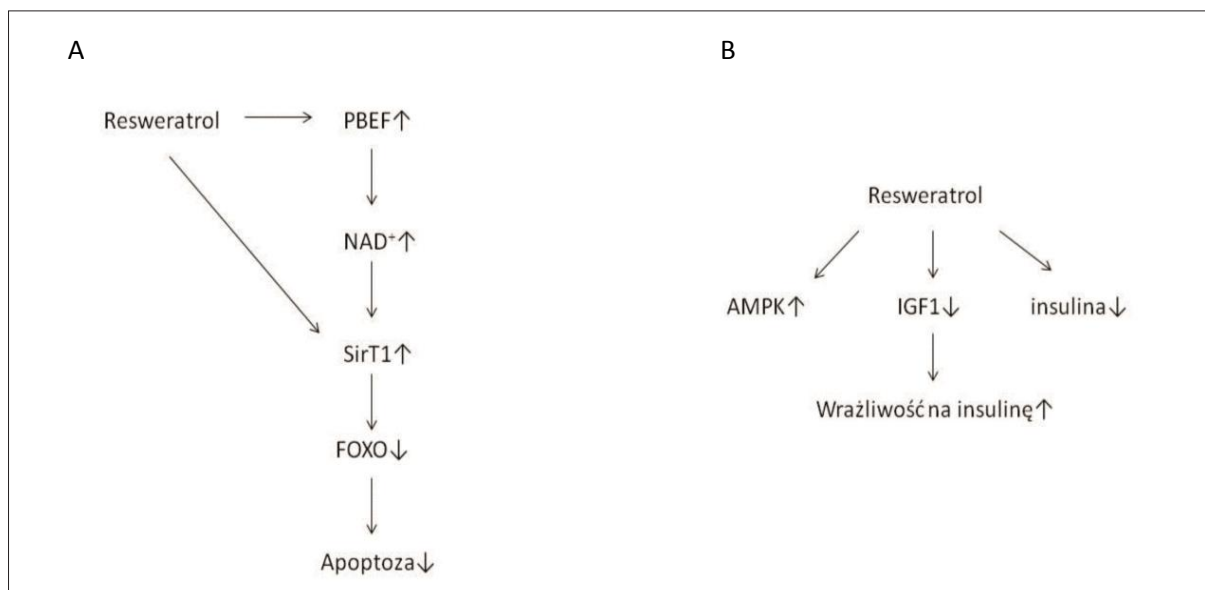 A
Resweratrol
PBEF↑
NAD⁺↑
SirT1↑
FOXO↓
Apoptoza↓
B
Resweratrol
AMPK↑
IGF1↓
insulina↓
Wrażliwość na insulinę↑